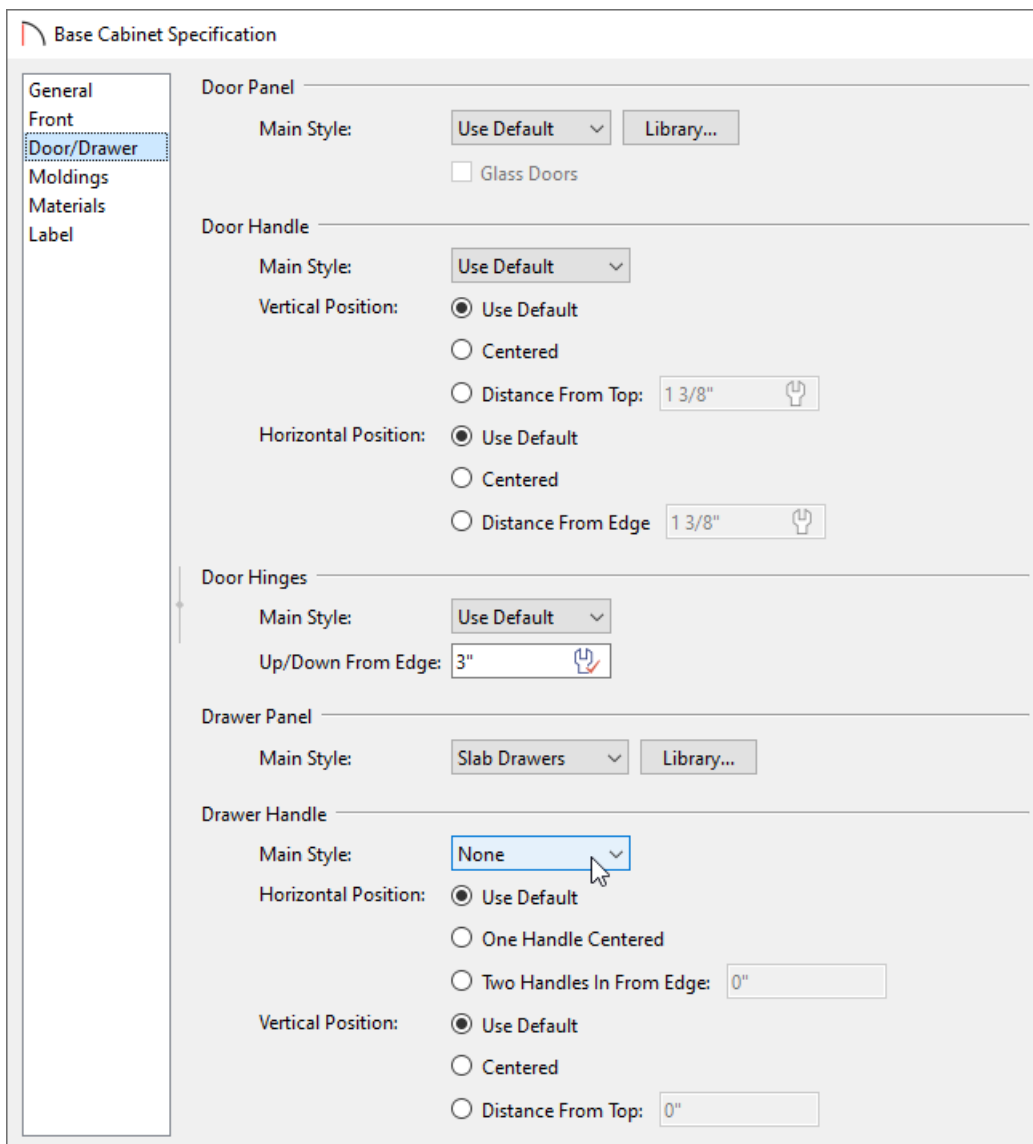 Base Cabinet Specification
General
Front
Door/Drawer
Moldings
Materials
Label
Door Panel
Main Style: Use Default Library...
Glass Doors
Door Handle
Main Style: Use Default
Vertical Position: Use Default
Centered
Distance From Top: 1 3/8"
Horizontal Position: Use Default
Centered
Distance From Edge 1 3/8"
Door Hinges
Main Style: Use Default
Up/Down From Edge: 3"
Drawer Panel
Main Style: Slab Drawers Library...
Drawer Handle
Main Style: None
Horizontal Position: Use Default
One Handle Centered
Two Handles In From Edge: 0"
Vertical Position: Use Default
Centered
Distance From Top: 0"